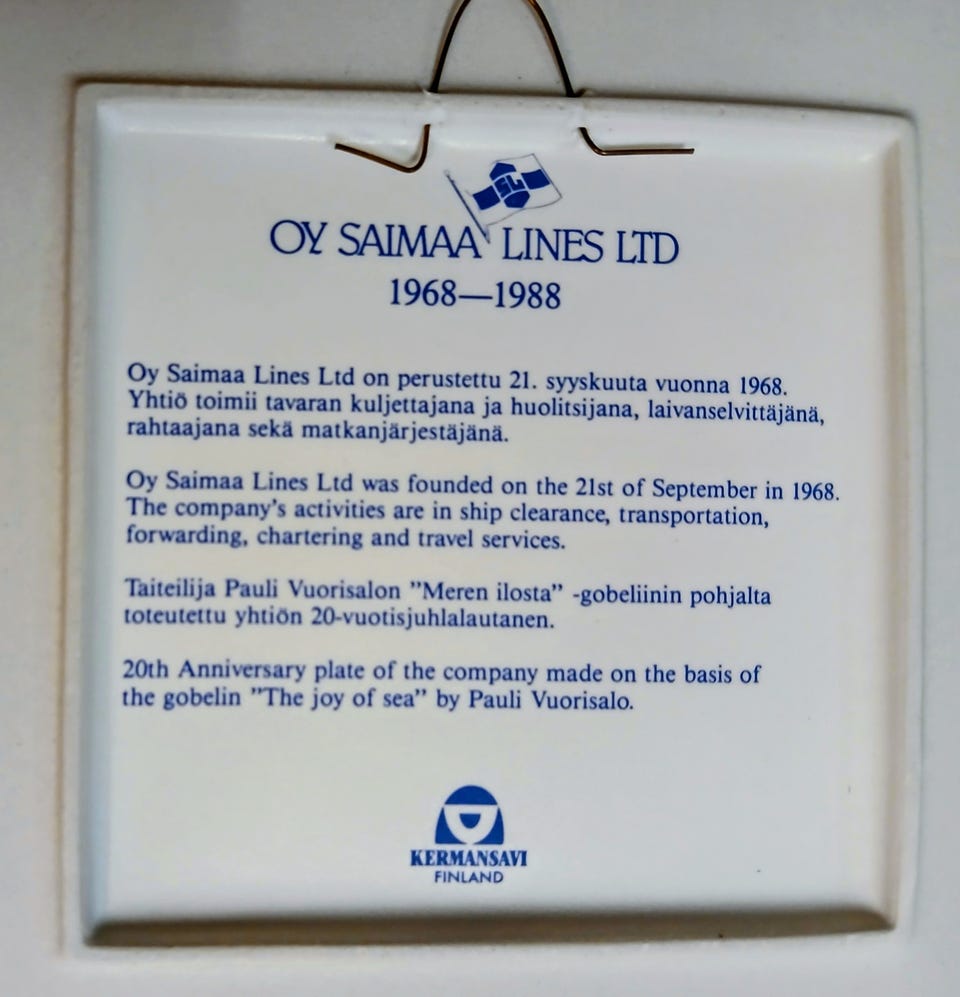 SL
OY SAIMAA LINES LTD
1968—1988
Oy Saimaa Lines Ltd on perustettu 21. syyskuuta vuonna 1968.
Yhtiö toimii tavaran kuljettajana ja huolitsijana, laivanselvittäjänä,
rahtaajana sekä matkanjärjestäjänä.
Oy Saimaa Lines Ltd was founded on the 21st of September in 1968.
The company's activities are in ship clearance, transportation,
forwarding, chartering and travel services.
Taiteilija Pauli Vuorisalon ”Meren ilosta” -gobeliinin pohjalta
toteutettu yhtiön 20-vuotisjuhlalautanen.
20th Anniversary plate of the company made on the basis of
the gobelin ”The joy of sea” by Pauli Vuorisalo.
KERMANSAVI
FINLAND